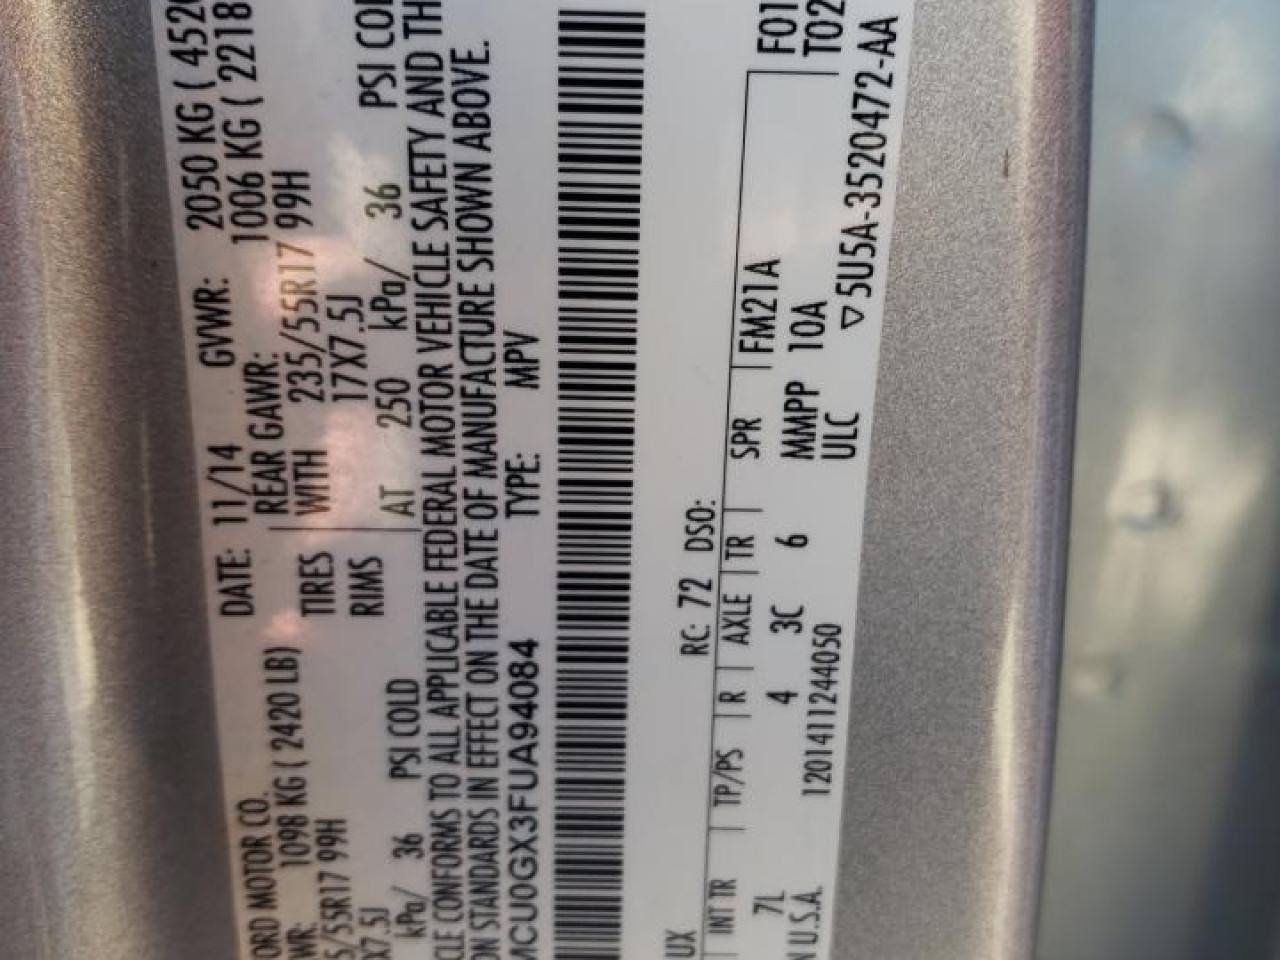 ORD MOTOR CO. DATE: 11/14 GVWR: 2050 KG ( 452
WR: 1098 KG ( 2420 LB) REAR GAWR: 1006 KG ( 2218
5/55R17 99H TIRES WITH 235/55R17 99H
X7.5J RIMS 17X7.5J
kPa/ 36 PSI COLD AT 250 kPa/ 36 PSI COL
CLE CONFORMS TO ALL APPLICABLE FEDERAL MOTOR VEHICLE SAFETY AND TH
ON STANDARDS IN EFFECT ON THE DATE OF MANUFACTURE SHOWN ABOVE.
MCU0GX3FUA94084 TYPE: MPV
UX RC: 72 DSO: F01
INT TR TP/PS R AXLE TR SPR FM21A T02
7L 4 3C 6 MMPP 10A
N U.S.A. 1201411244050 ULC ▽5U5A-3520472-AA